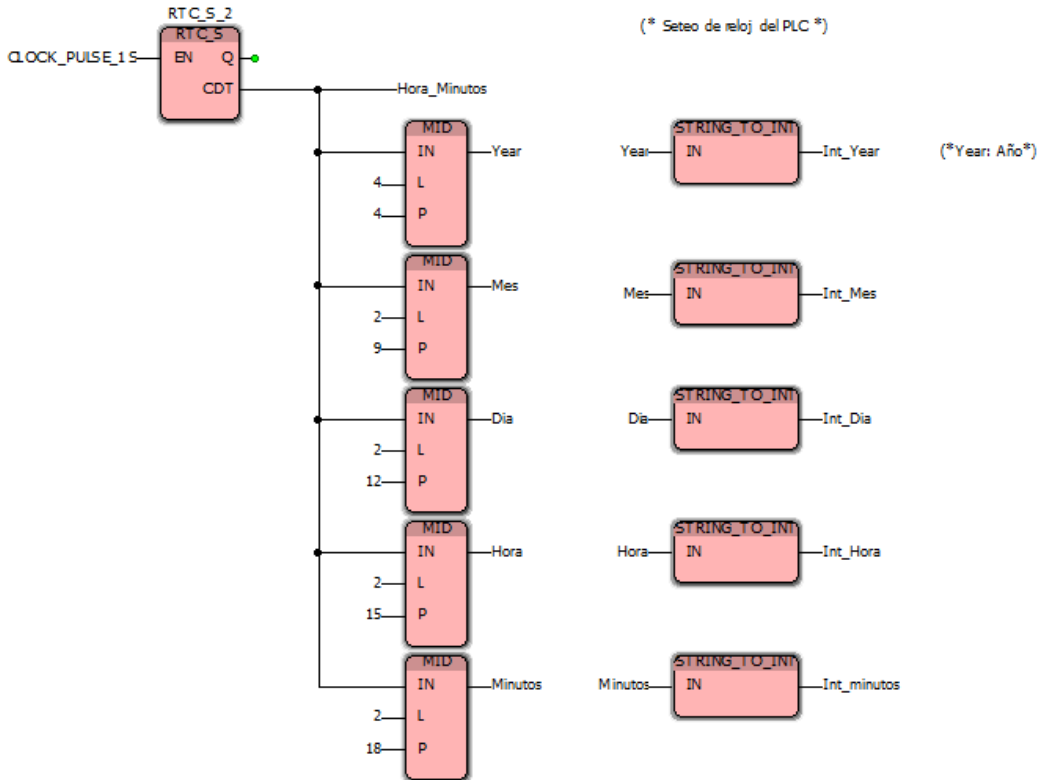 RTC_S_2
(* Seteo de reloj del PLC *)
RTC_S
CLOCK_PULSE_1S EN Q
CDT
Hora_Minutos
MID STRING_TO_INT
IN Year Year IN Int_Year (*Year: Año*)
4 L
4 P
MID STRING_TO_INT
IN Mes Mes IN Int_Mes
2 L
9 P
MID STRING_TO_INT
IN Dia Dia IN Int_Dia
2 L
12 P
MID STRING_TO_INT
IN Hora Hora IN Int_Hora
2 L
15 P
MID STRING_TO_INT
IN Minutos Minutos IN Int_minutos
2 L
18 P